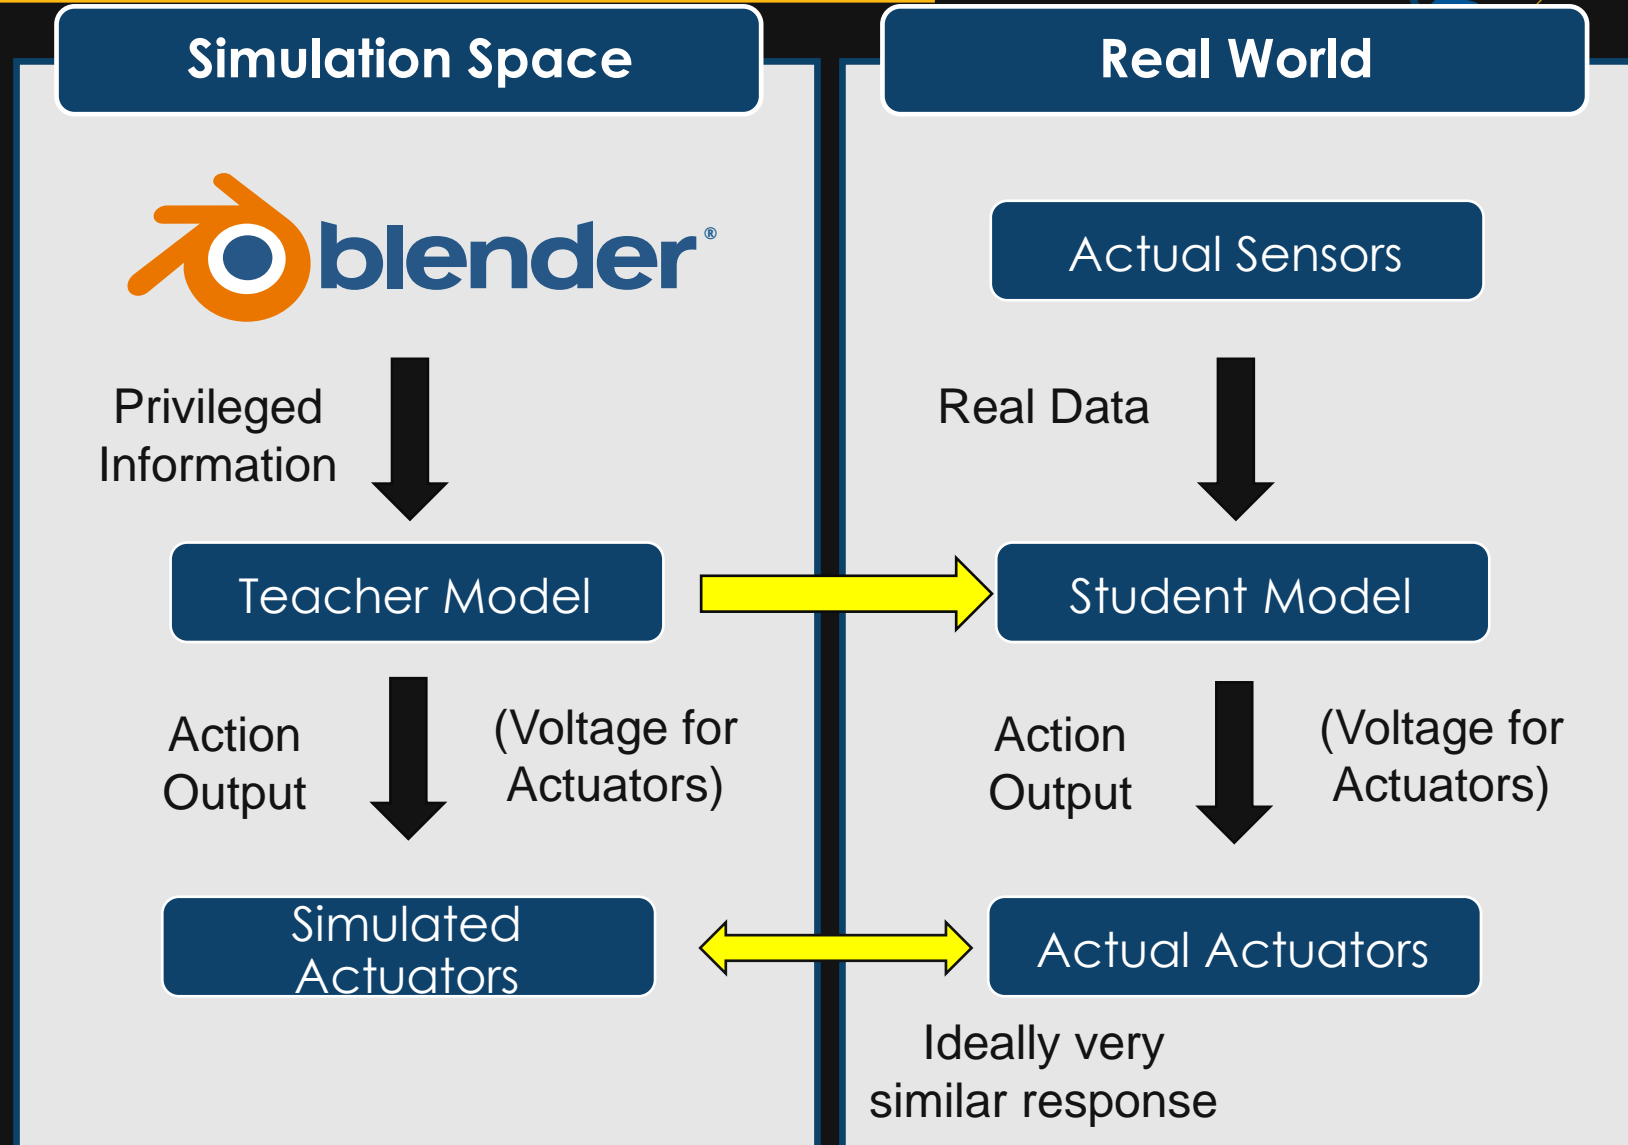 Simulation Space
Real World
blender®
Actual Sensors
Privileged
Information
Real Data
Teacher Model
Student Model
Action
Output
(Voltage for
Actuators)
Action
Output
(Voltage for
Actuators)
Simulated
Actuators
Actual Actuators
Ideally very
similar response